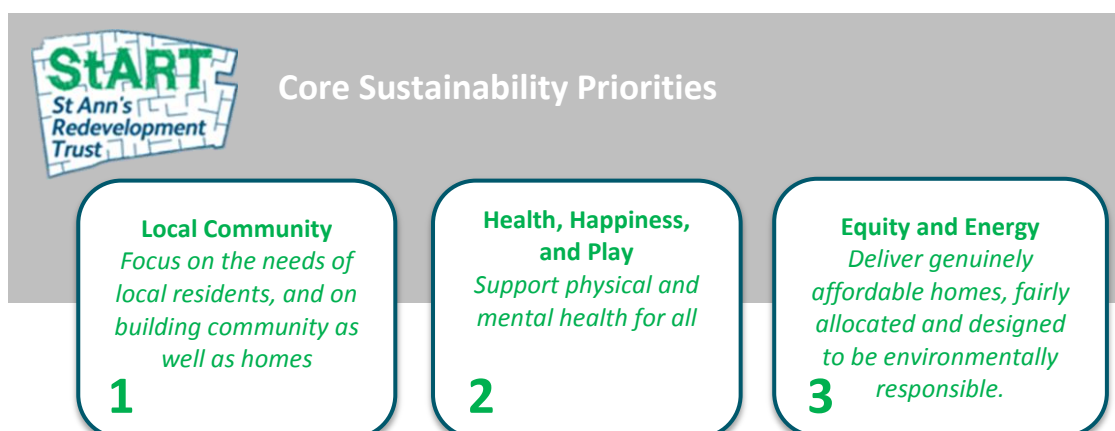 StART
St Ann's
Redevelopment
Trust
Core Sustainability Priorities
Local Community
Focus on the needs of
local residents, and on
building community as
well as homes
1
Health, Happiness,
and Play
Support physical and
mental health for all
2
Equity and Energy
Deliver genuinely
affordable homes, fairly
allocated and designed
to be environmentally
responsible.
3